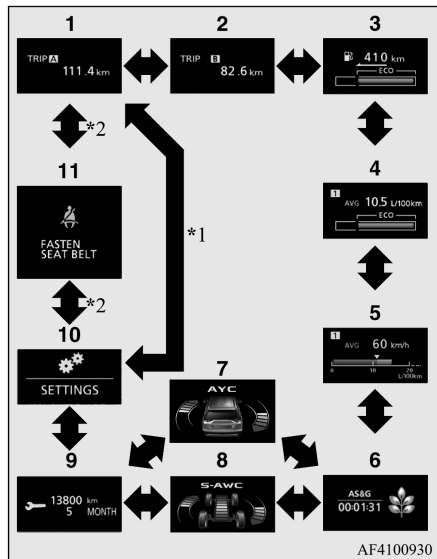 1
2
3
TRIP A
111.4 km
TRIP B
82.6 km
410 km
ECO
*2
4
11
1
AVG 10.5 L/100km
ECO
*1
FASTEN
SEAT BELT
5
*2
1
AVG 60 km/h
0 10 20
L/100km
10
SETTINGS
7
AYC
9
8
6
13800 km
5 MONTH
S-AWC
AS&G
00:01:31
AF4100930